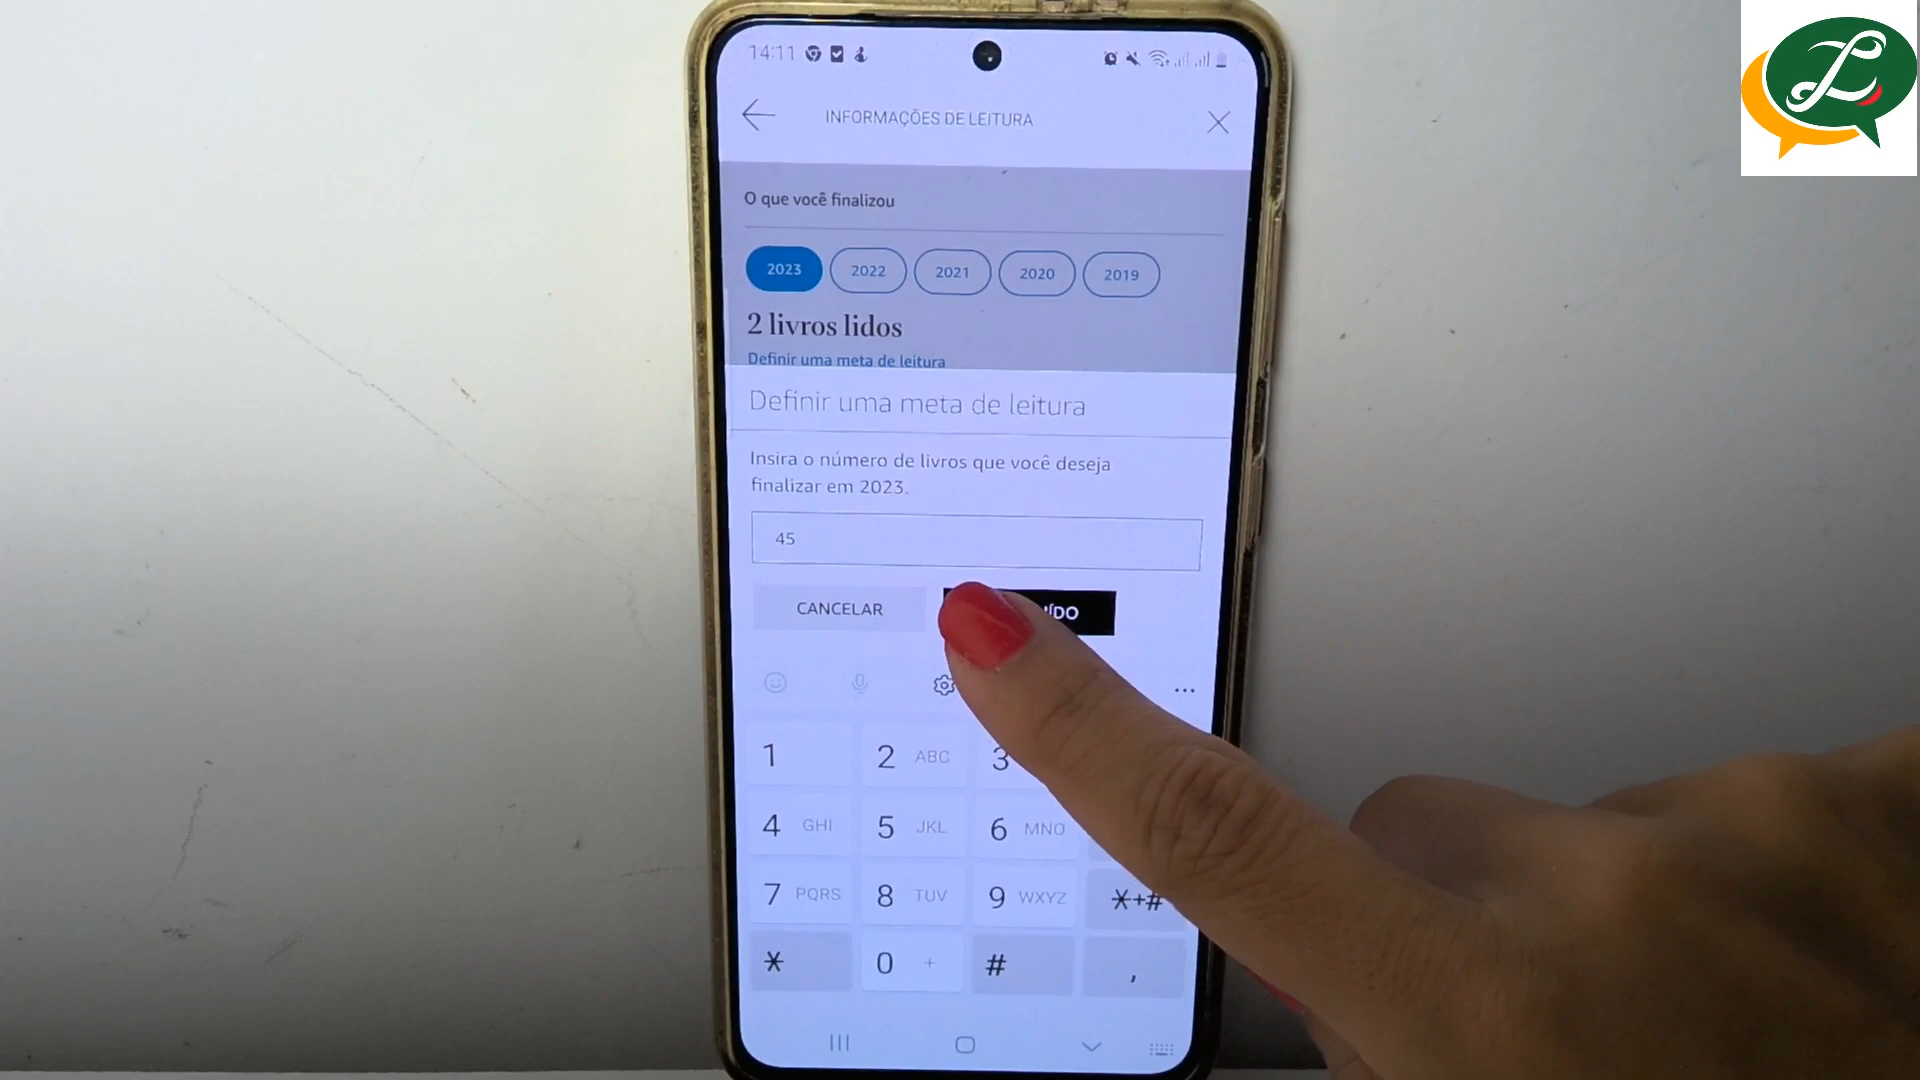 14:11
INFORMAÇÕES DE LEITURA
O que você finalizou
2023 2022 2021 2020 2019
2 livros lidos
Definir uma meta de leitura
Definir uma meta de leitura
Insira o número de livros que você deseja
finalizar em 2023.
45
CANCELAR ÍDO
1 2 ABC 3
4 GHI 5 JKL 6 MNO
7 PQRS 8 TUV 9 WXYZ *+#
* 0 + # ,
L